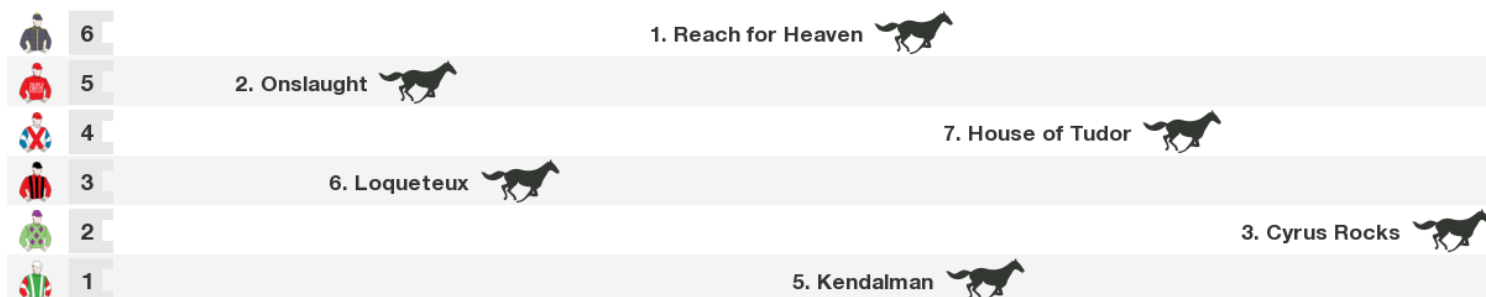 6 1. Reach for Heaven
5 2. Onslaught
4 7. House of Tudor
3 6. Loqueteux
2 3. Cyrus Rocks
1 5. Kendalman